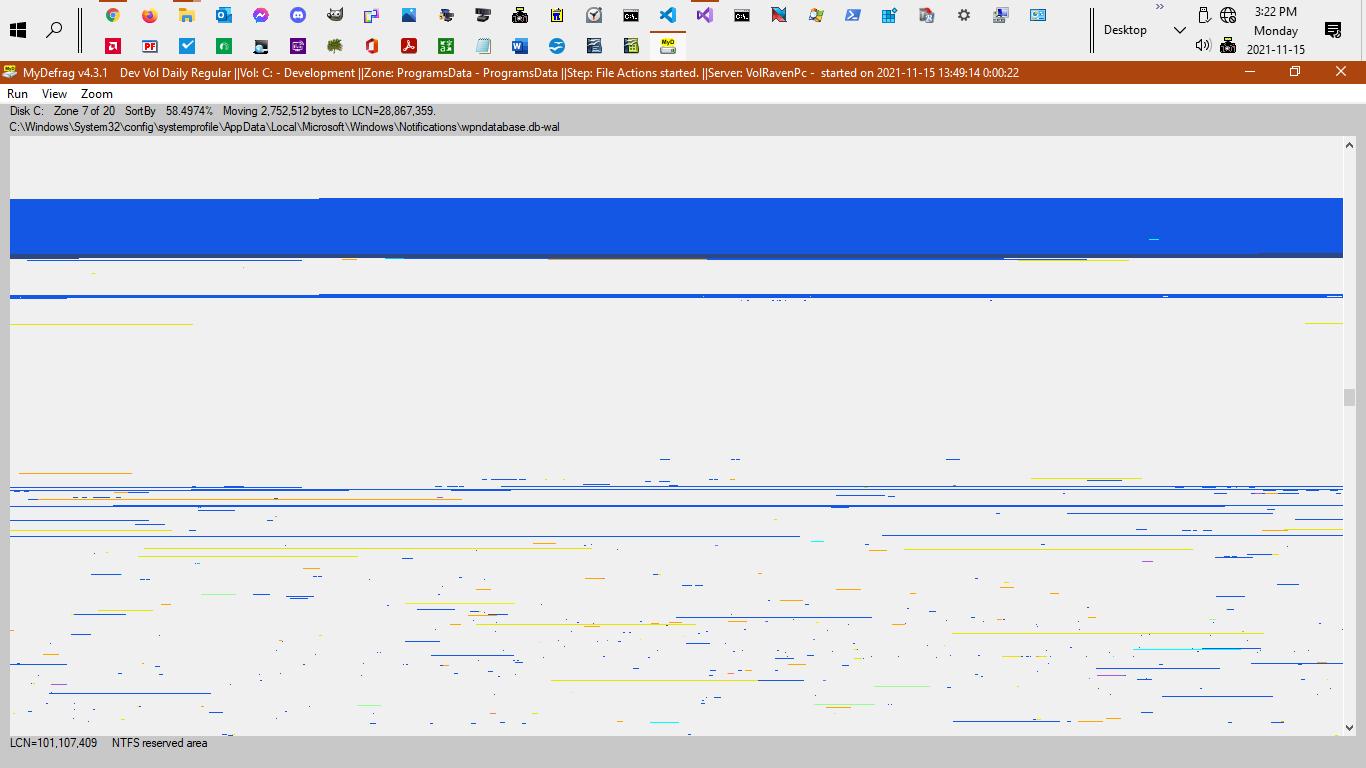 3:22 PM
Monday
2021-11-15
Desktop
MyDefrag v4.3.1 Dev Vol Daily Regular ||Vol: C: - Development ||Zone: ProgramsData - ProgramsData ||Step: File Actions started. ||Server: VolRavenPc - started on 2021-11-15 13:49:14 0:00:22
Run View Zoom
Disk C: Zone 7 of 20 SortBy 58.4974% Moving 2,752,512 bytes to LCN=28,867,359.
C:\Windows\System32\config\systemprofile\AppData\Local\Microsoft\Windows\Notifications\wpndatabase.db-wal
LCN=101,107,409 NTFS reserved area